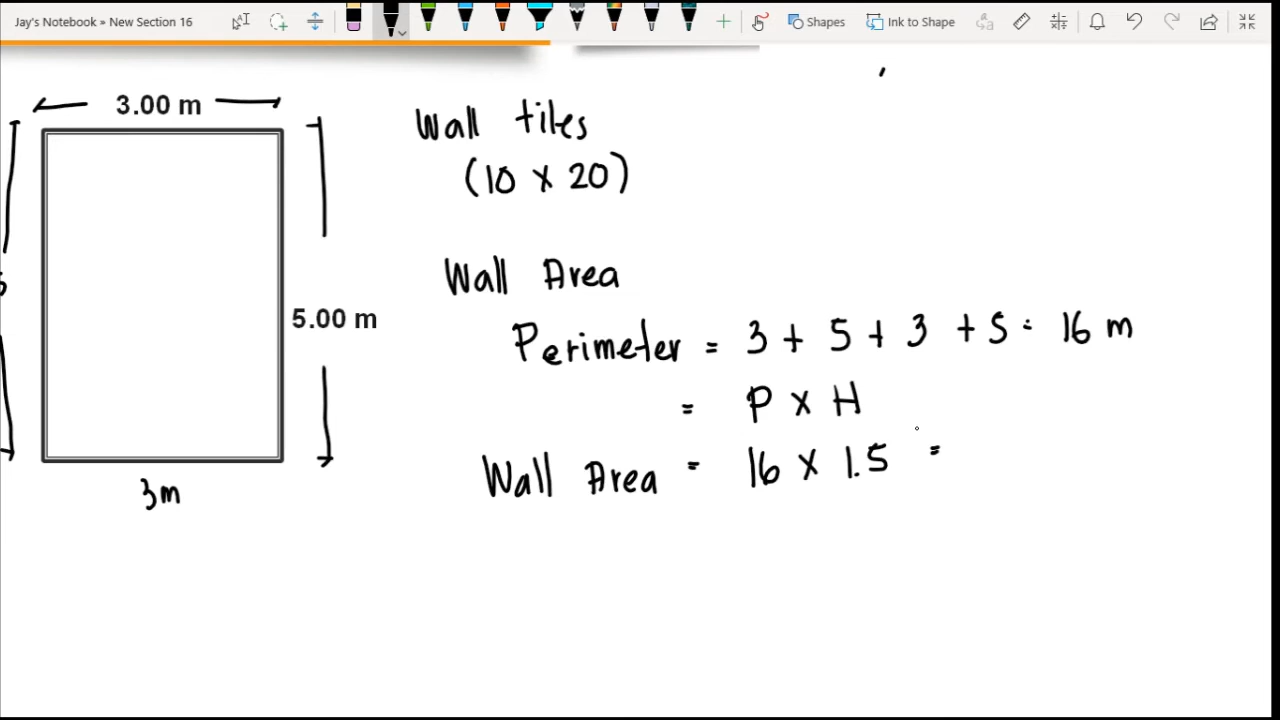 Jay's Notebook » New Section 16
Shapes
Ink to Shape
3.00 m
5.00 m
3m
Wall tiles
(10 x 20)
Wall Area
Perimeter = 3 + 5 + 3 + 5 = 16 m
= P x H
Wall Area = 16 x 1.5 =